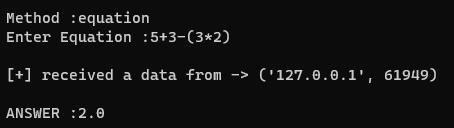 Method :equation
Enter Equation :5+3-(3*2)
[+] received a data from -> ('127.0.0.1', 61949)
ANSWER :2.0